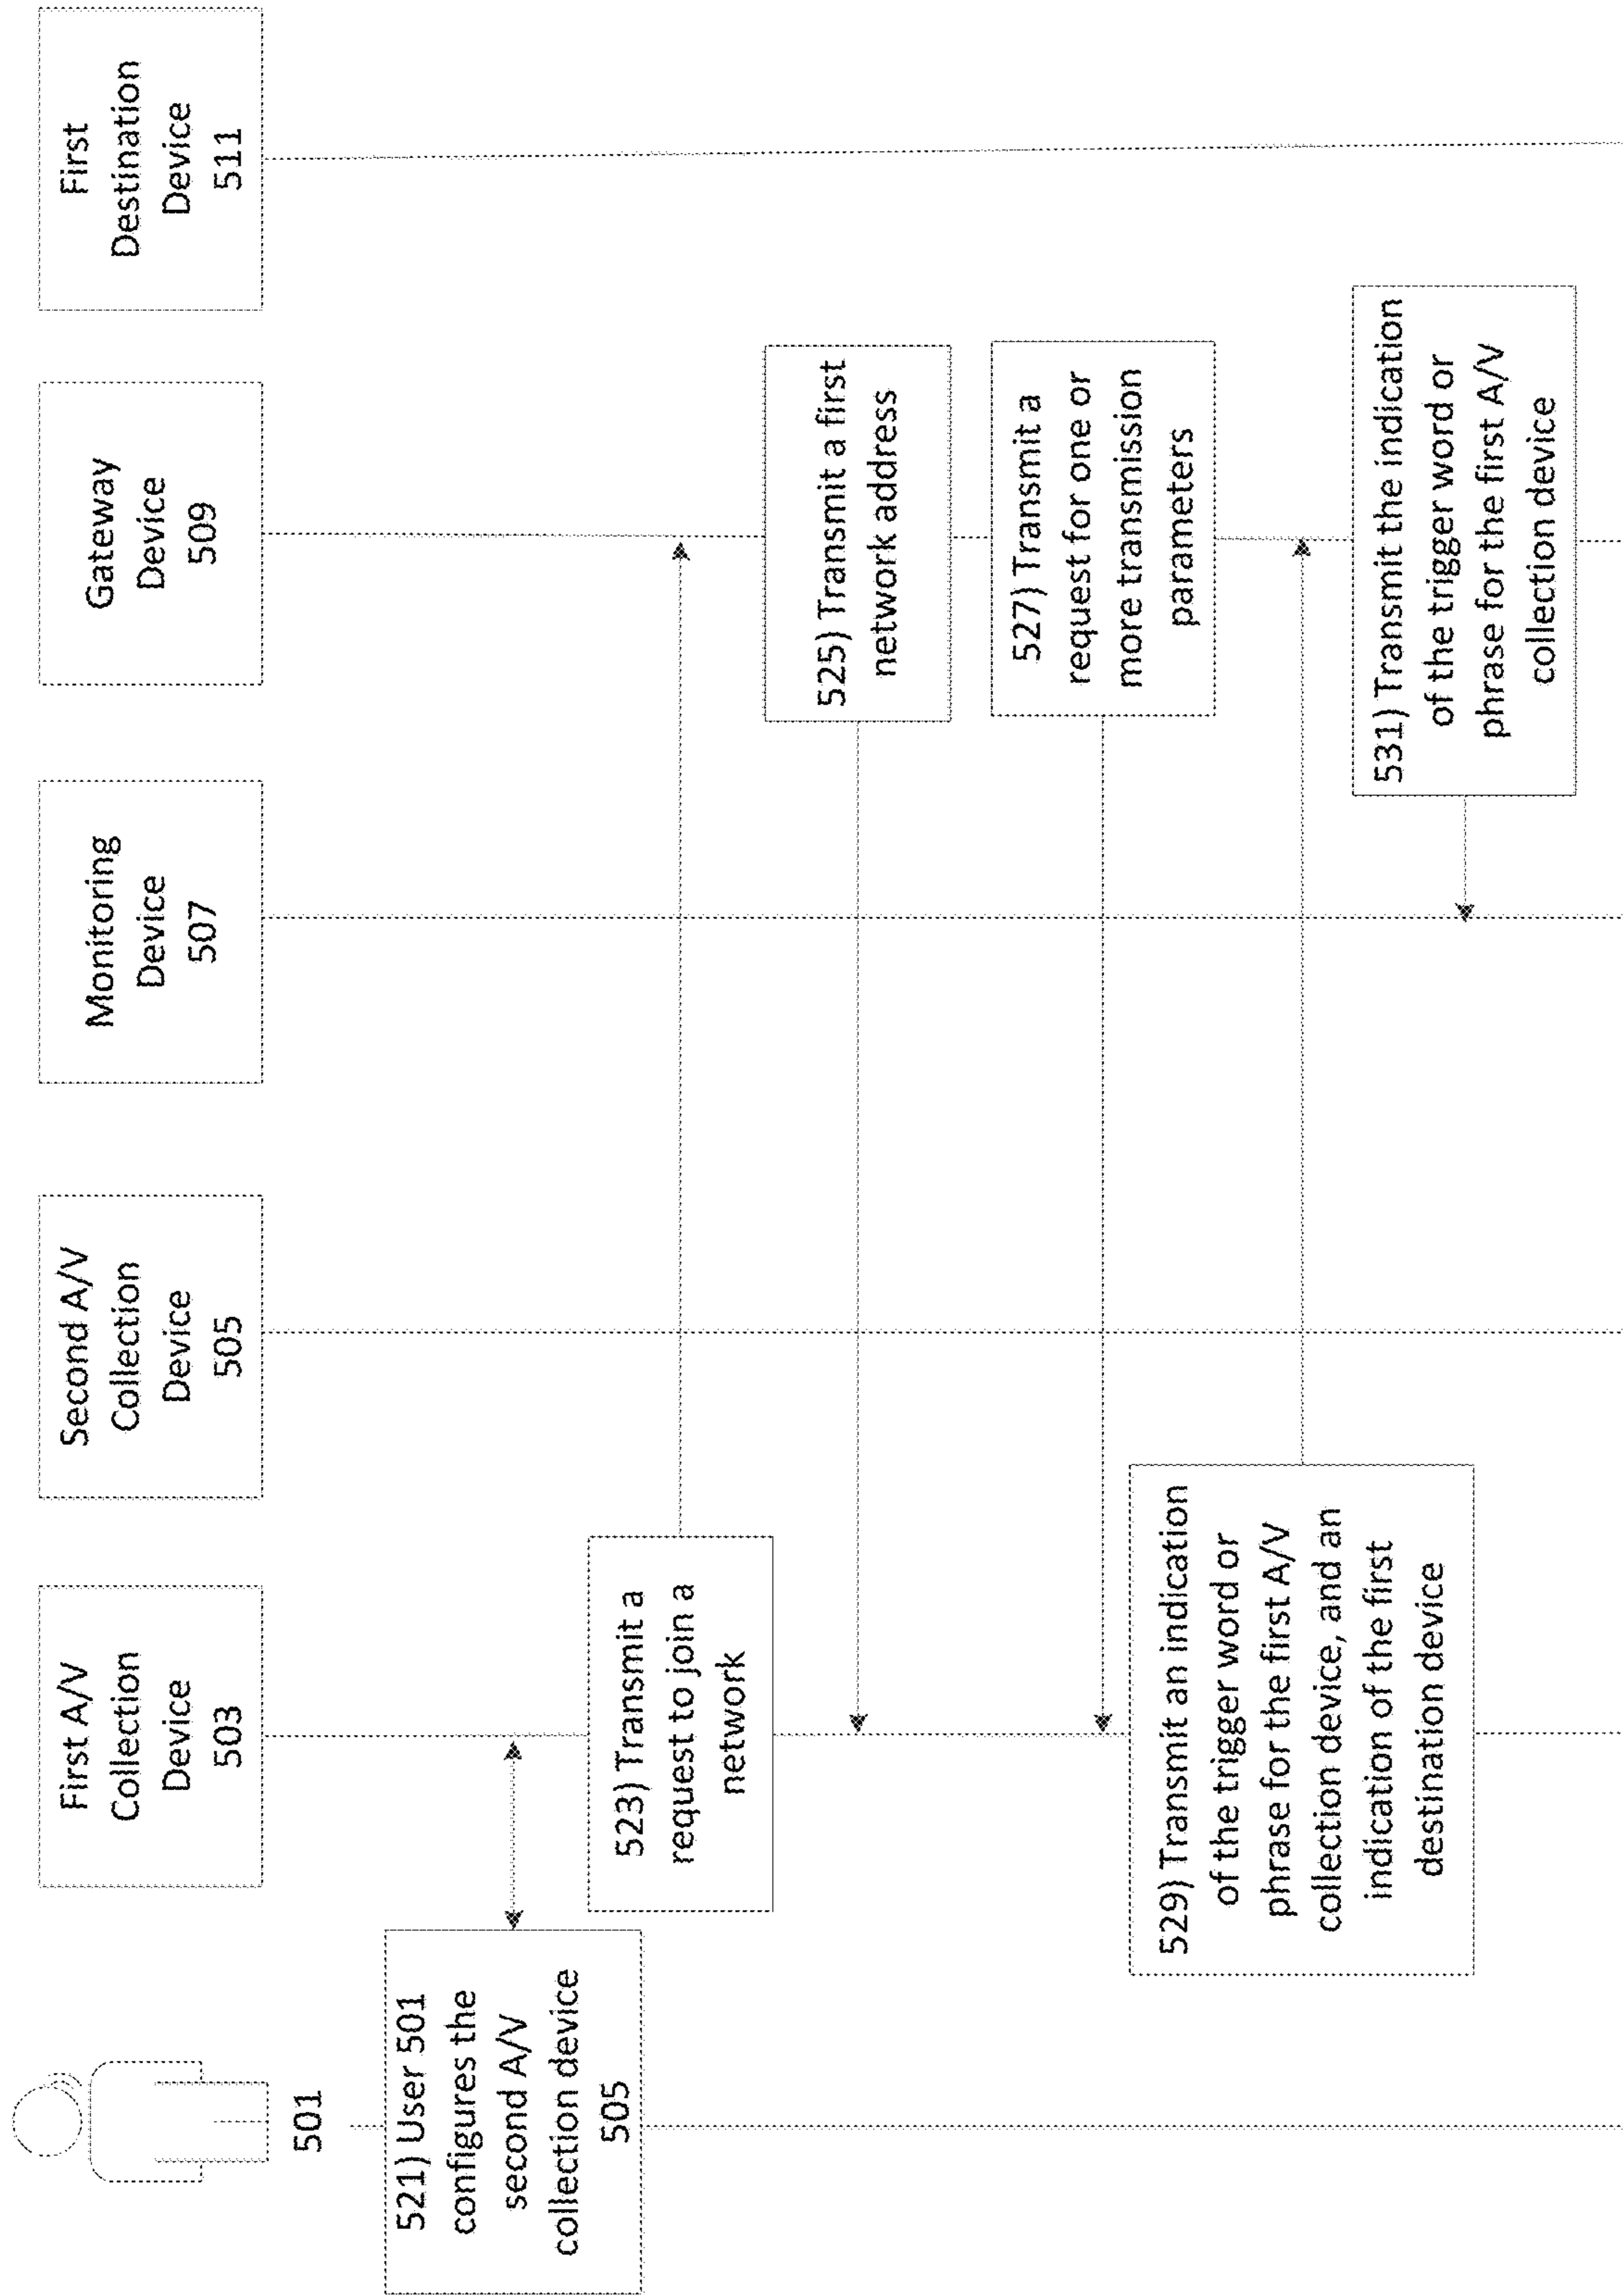 501
First A/V
Collection
Device
503
Second A/V
Collection
Device
505
Monitoring
Device
507
Gateway
Device
509
First
Destination
Device
511
521) User 501
configures the
second A/V
collection device
505
523) Transmit a
request to join a
network
525) Transmit a first
network address
527) Transmit a
request for one or
more transmission
parameters
529) Transmit an indication
of the trigger word or
phrase for the first A/V
collection device, and an
indication of the first
destination device
531) Transmit the indication
of the trigger word or
phrase for the first A/V
collection device